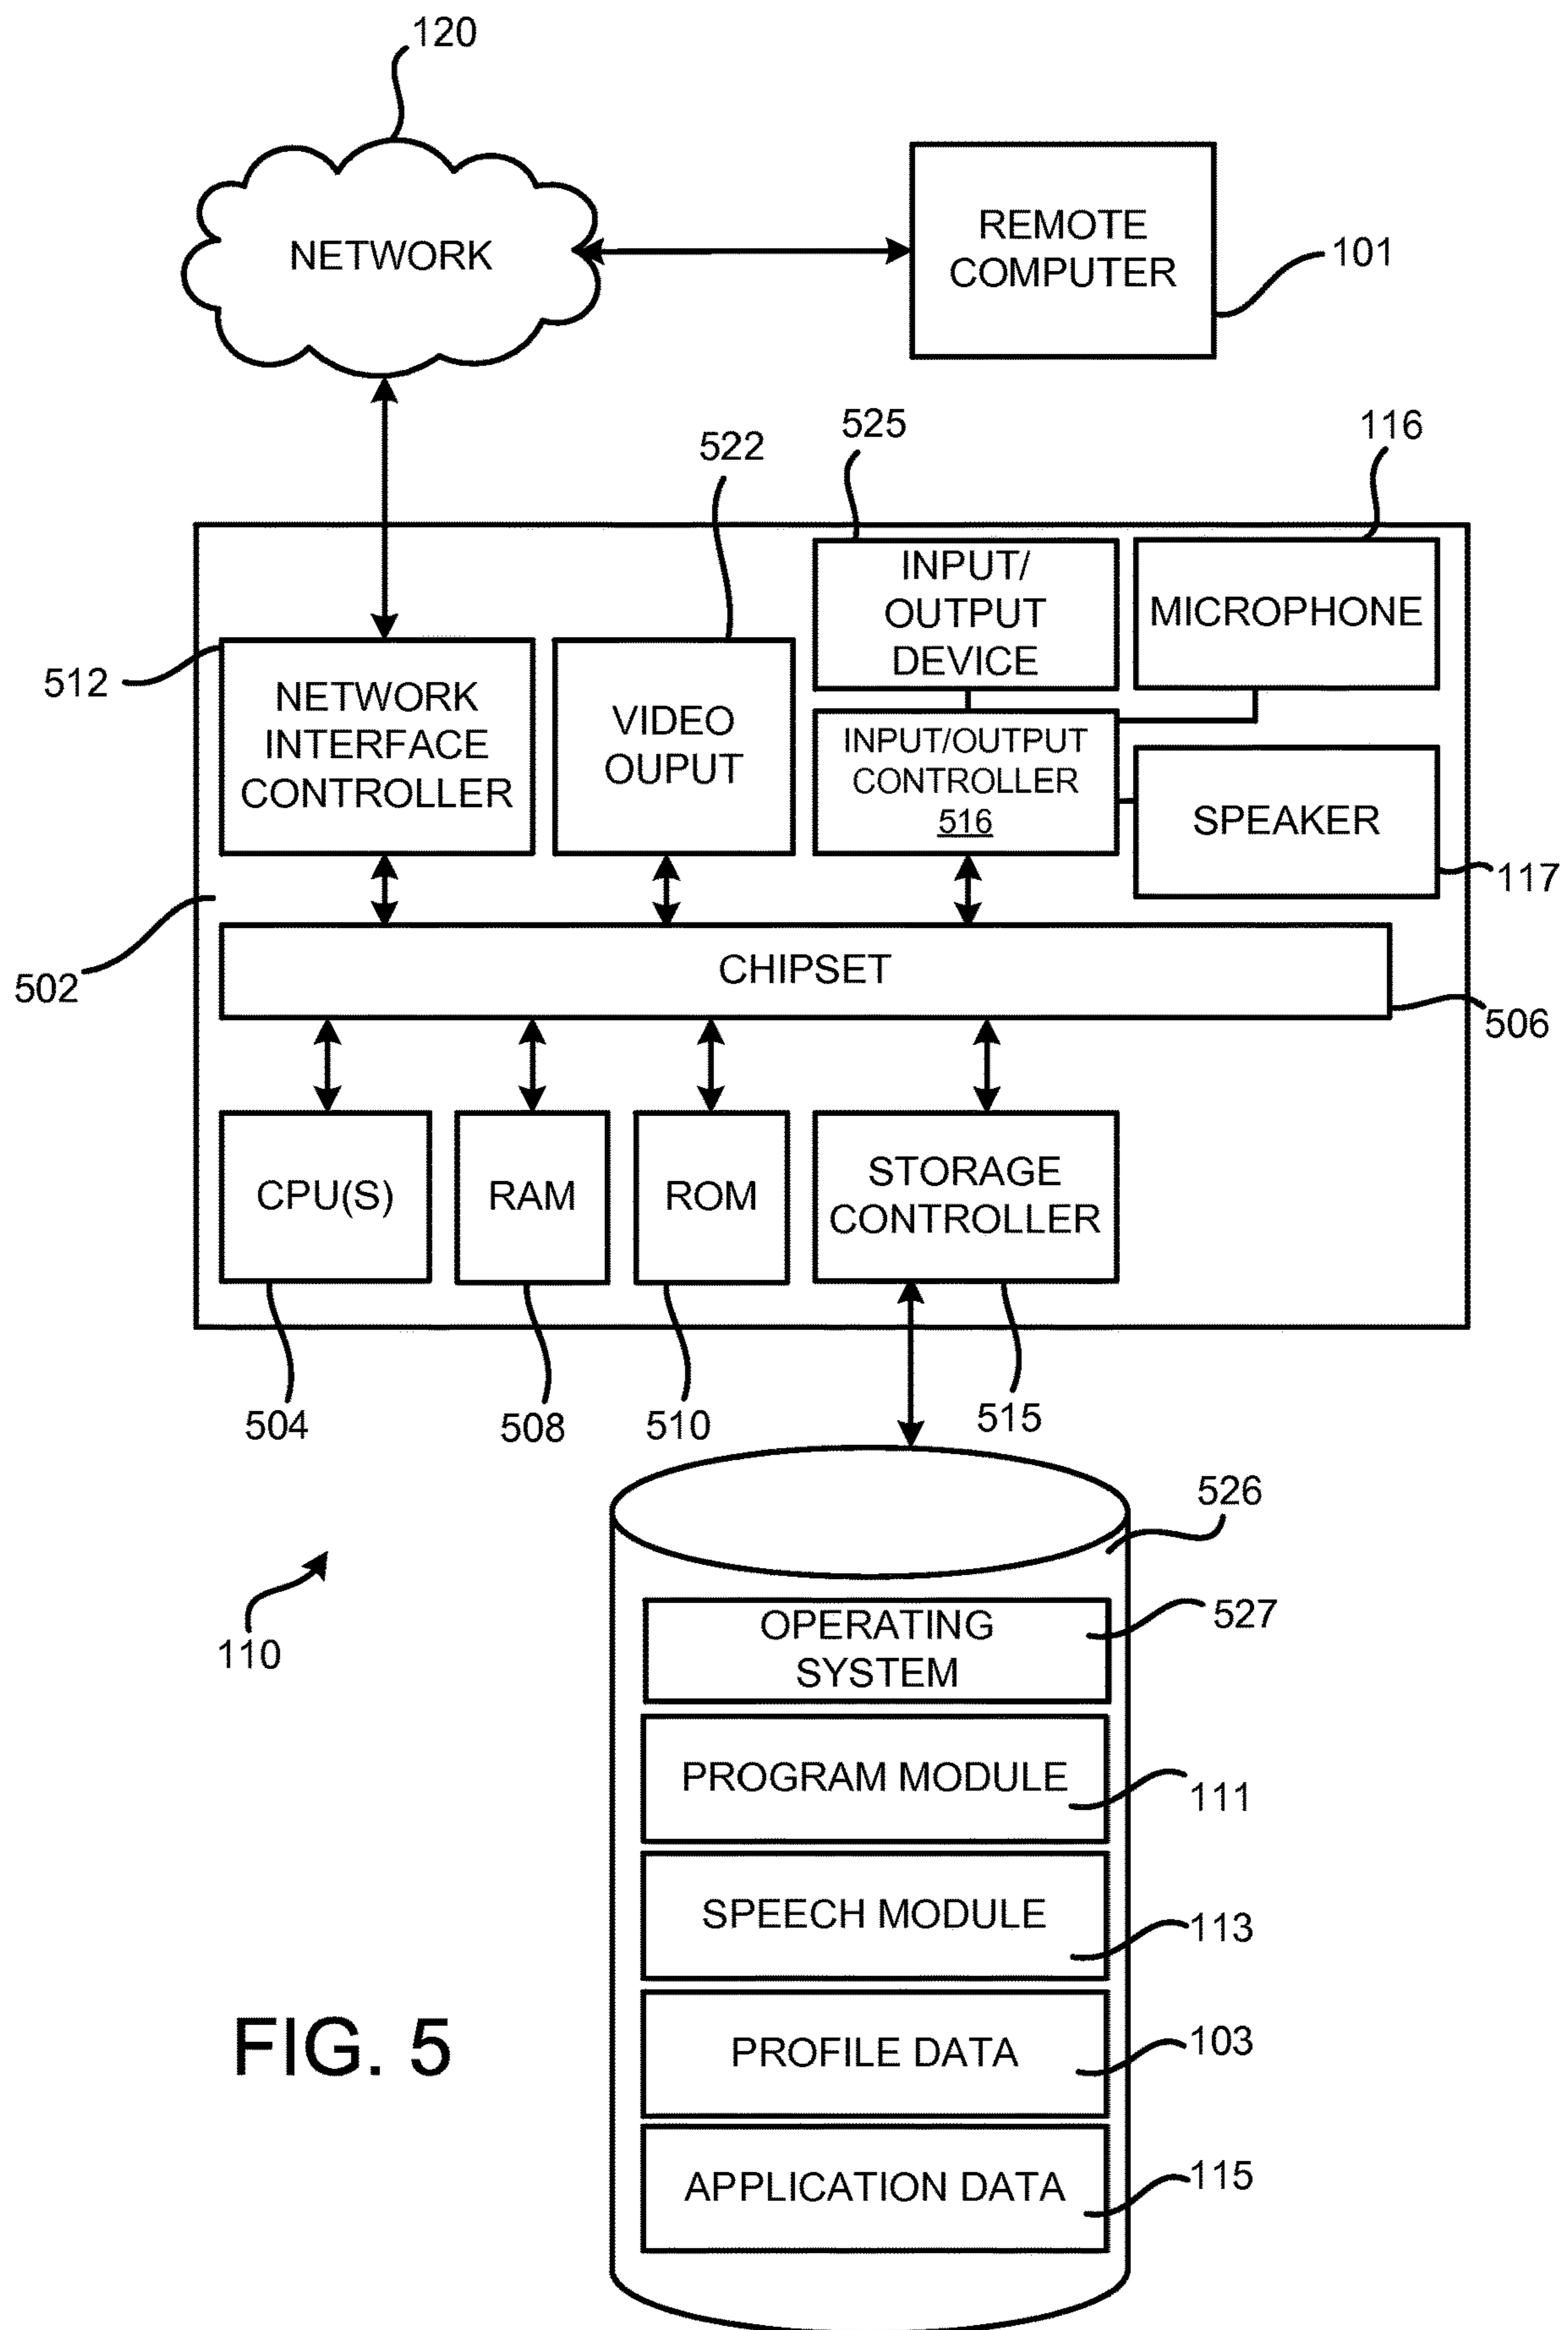 120
NETWORK
REMOTE
COMPUTER
101
522
525
116
INPUT/
OUTPUT
DEVICE
MICROPHONE
512
NETWORK
INTERFACE
CONTROLLER
VIDEO
OUPUT
INPUT/OUTPUT
CONTROLLER
516
SPEAKER
117
502
CHIPSET
506
CPU(S)
RAM
ROM
STORAGE
CONTROLLER
504
508
510
515
526
110
OPERATING
SYSTEM
527
PROGRAM MODULE
111
SPEECH MODULE
113
PROFILE DATA
103
APPLICATION DATA
115
FIG. 5